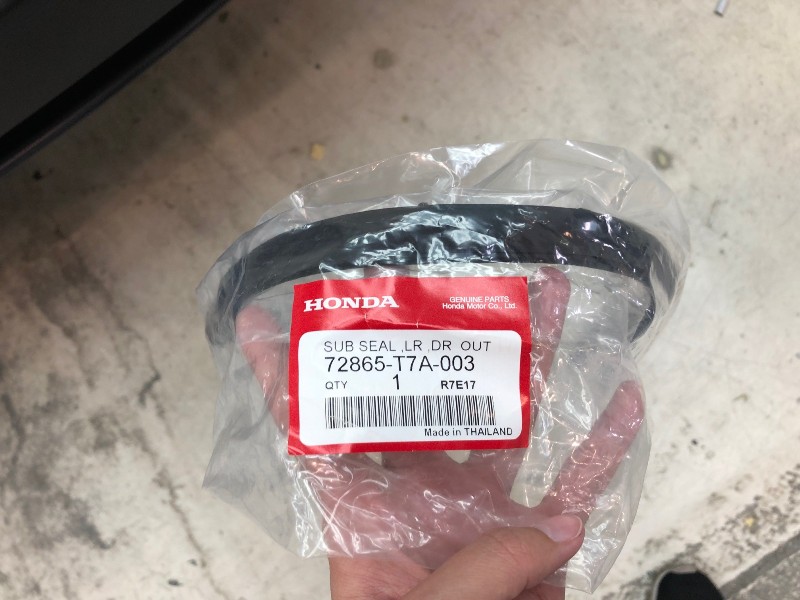 HONDA
GENUINE PARTS
Honda Motor Co., Ltd.
SUB SEAL ,LR ,DR OUT
72865-T7A-003
QTY 1 R7E17
Made in THAILAND